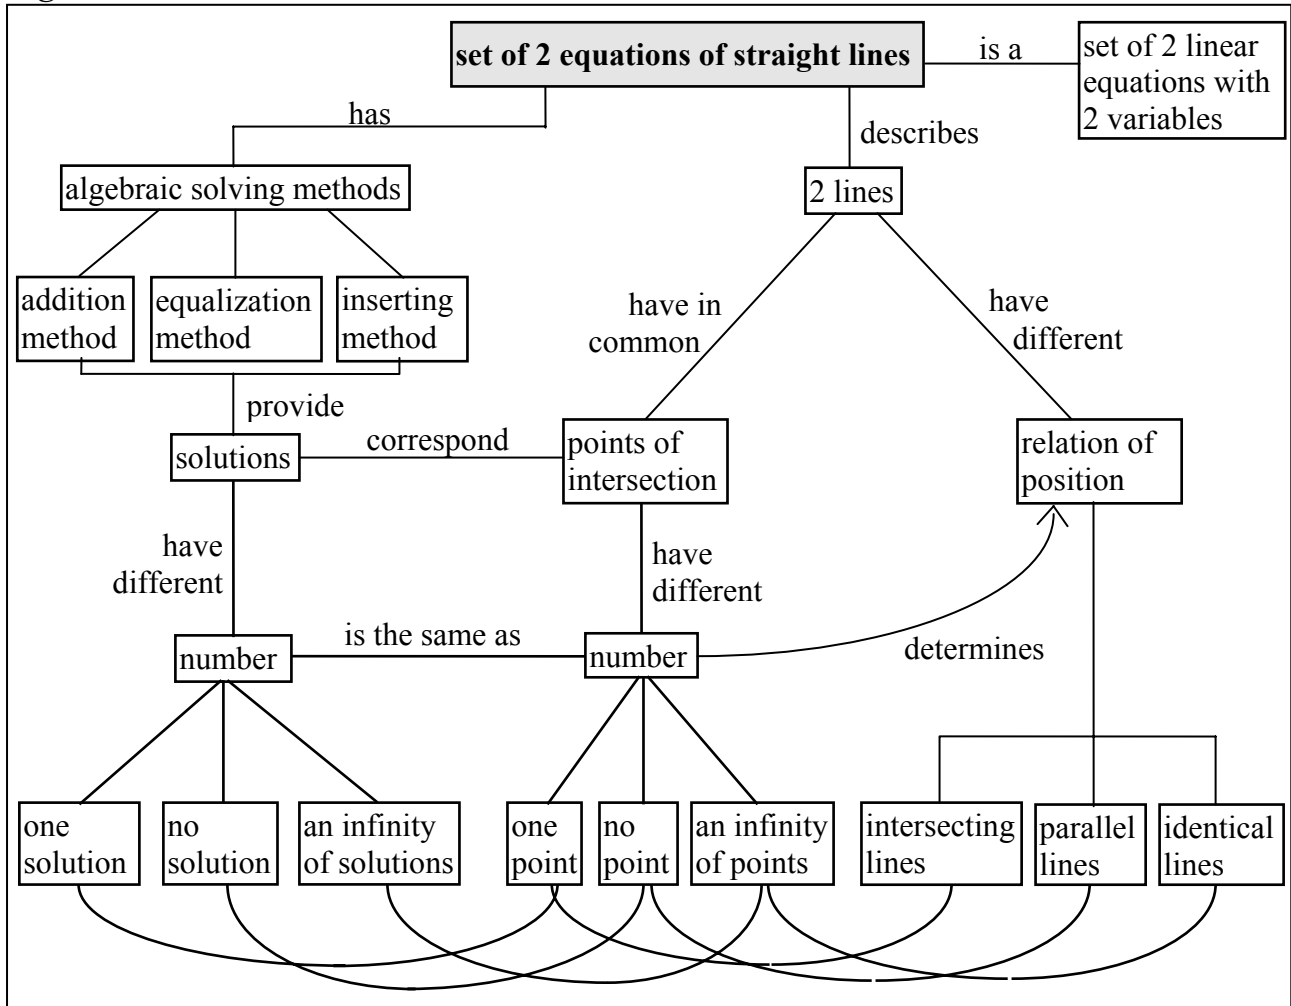 set of 2 equations of straight lines
is a
set of 2 linear
equations with
2 variables
has
describes
algebraic solving methods
2 lines
addition
method
equalization
method
inserting
method
have in
common
have
different
provide
solutions
correspond
points of
intersection
relation of
position
have
different
have
different
number
is the same as
number
determines
one
solution
no
solution
an infinity
of solutions
one
point
no
point
an infinity
of points
intersecting
lines
parallel
lines
identical
lines